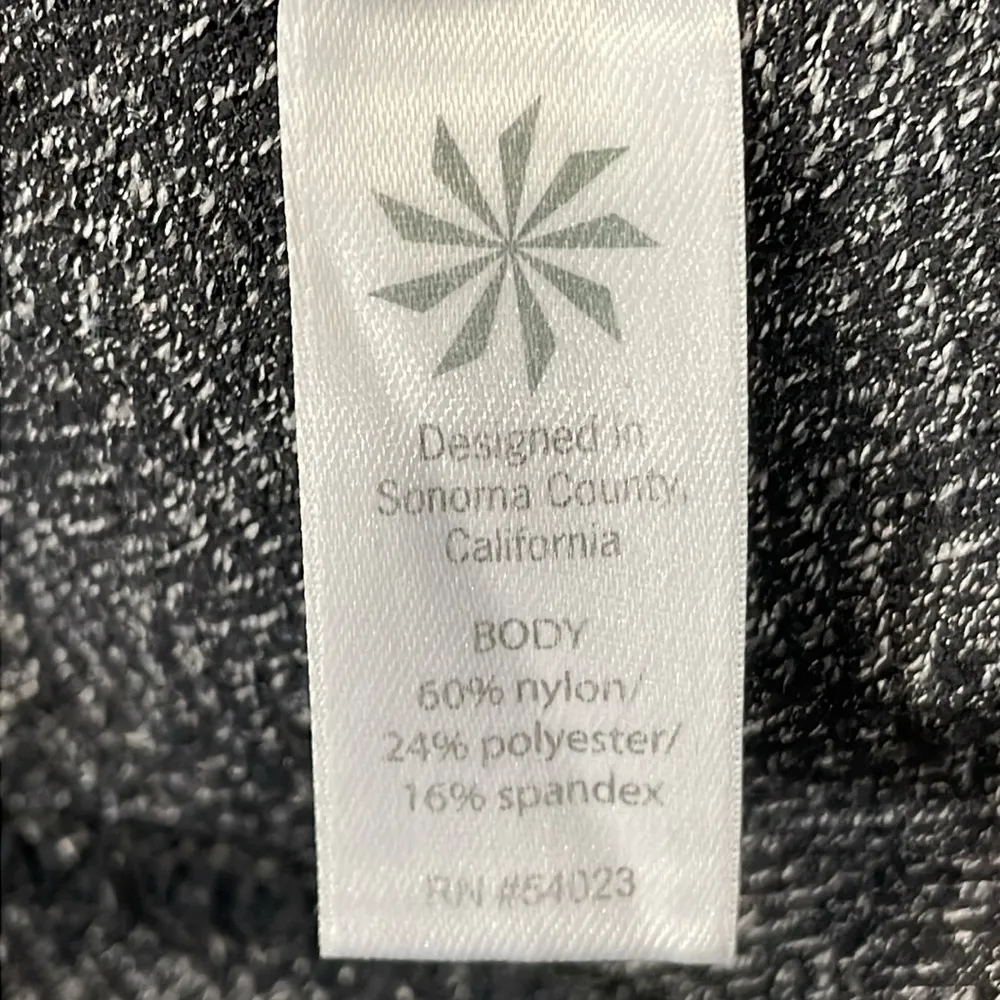 Designed in
Sonoma County,
California
BODY
60% nylon/
24% polyester/
16% spandex
RN #54023